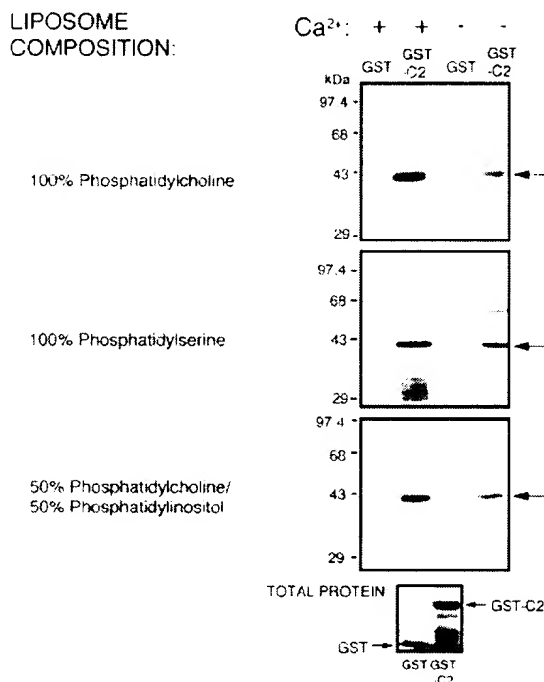 LIPOSOME
COMPOSITION:
Ca²⁺: + + - -
GST GST-C2 GST GST-C2
kDa
97.4 -
68 -
43 -
29 -
100% Phosphatidylcholine
97.4 -
68 -
43 -
29 -
100% Phosphatidylserine
97 4 -
68 -
43 -
29 -
50% Phosphatidylcholine/
50% Phosphatidylinositol
TOTAL PROTEIN
GST-C2
GST
GST GST
-C2